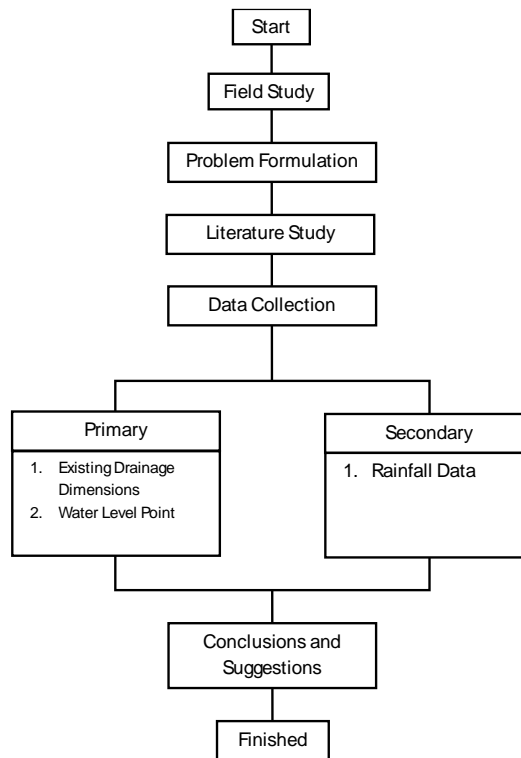 Start
Field Study
Problem Formulation
Literature Study
Data Collection
Primary
1. Existing Drainage
Dimensions
2. Water Level Point
Secondary
1. Rainfall Data
Conclusions and
Suggestions
Finished